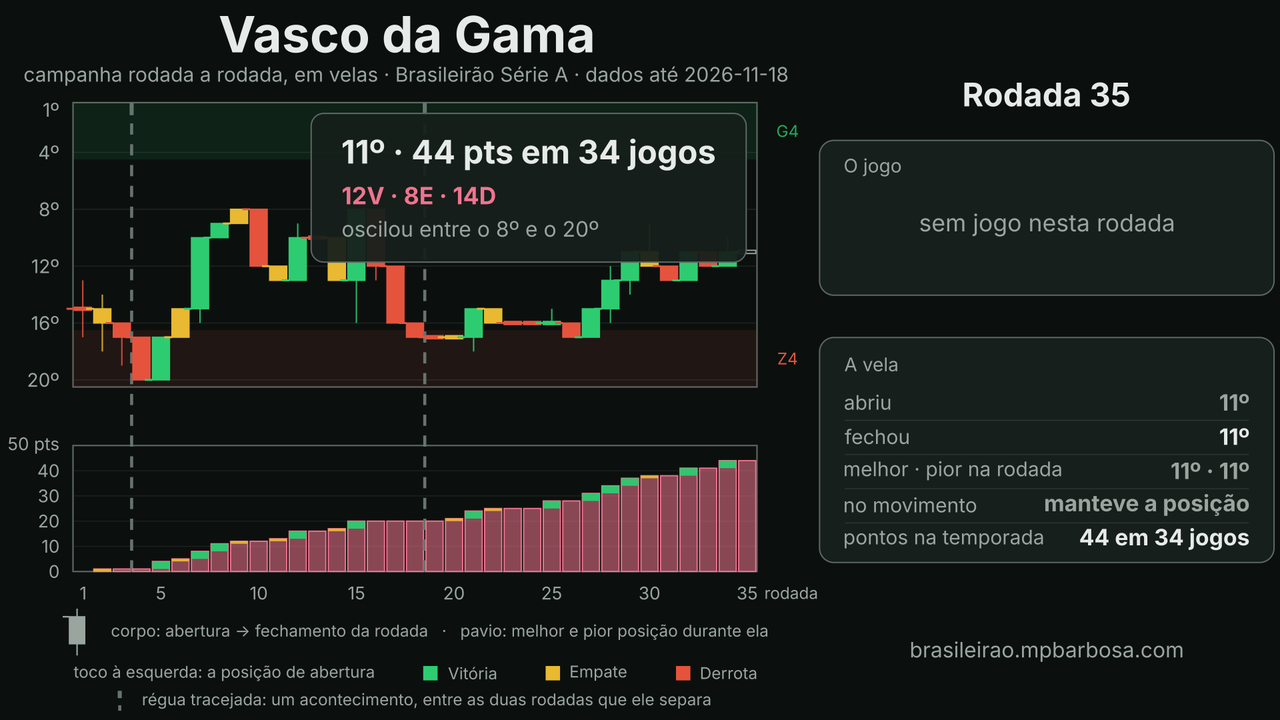 Vasco da Gama
campanha rodada a rodada, em velas · Brasileirão Série A · dados até 2026-11-18
1º
4º
8º
12º
16º
20º
G4
Z4
11º · 44 pts em 34 jogos
12V · 8E · 14D
oscilou entre o 8º e o 20º
50 pts
40
30
20
10
0
1 5 10 15 20 25 30 35 rodada
corpo: abertura → fechamento da rodada · pavio: melhor e pior posição durante ela
toco à esquerda: a posição de abertura
Vitória
Empate
Derrota
régua tracejada: um acontecimento, entre as duas rodadas que ele separa
Rodada 35
O jogo
sem jogo nesta rodada
A vela
abriu 11º
fechou 11º
melhor · pior na rodada 11º · 11º
no movimento manteve a posição
pontos na temporada 44 em 34 jogos
brasileirao.mpbarbosa.com